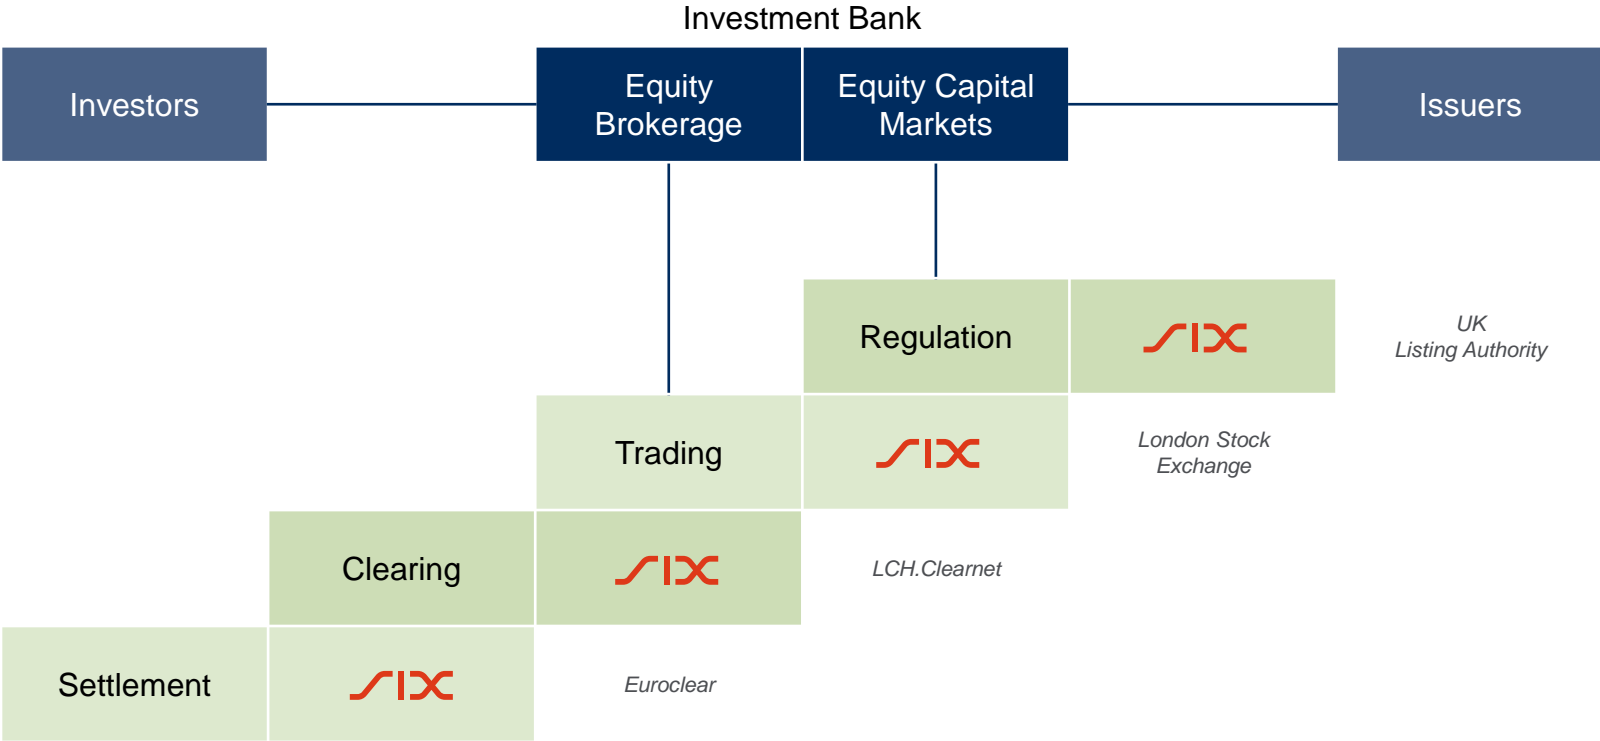 Investment Bank
Investors
Equity
Brokerage
Equity Capital
Markets
Issuers
Regulation
SIX
UK
Listing Authority
Trading
SIX
London Stock
Exchange
Clearing
SIX
LCH.Clearnet
Settlement
SIX
Euroclear